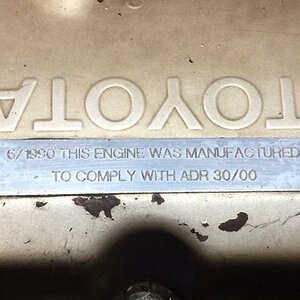 TOYOTA
6/1990 THIS ENGINE WAS MANUFACTURED
TO COMPLY WITH ADR 30/00